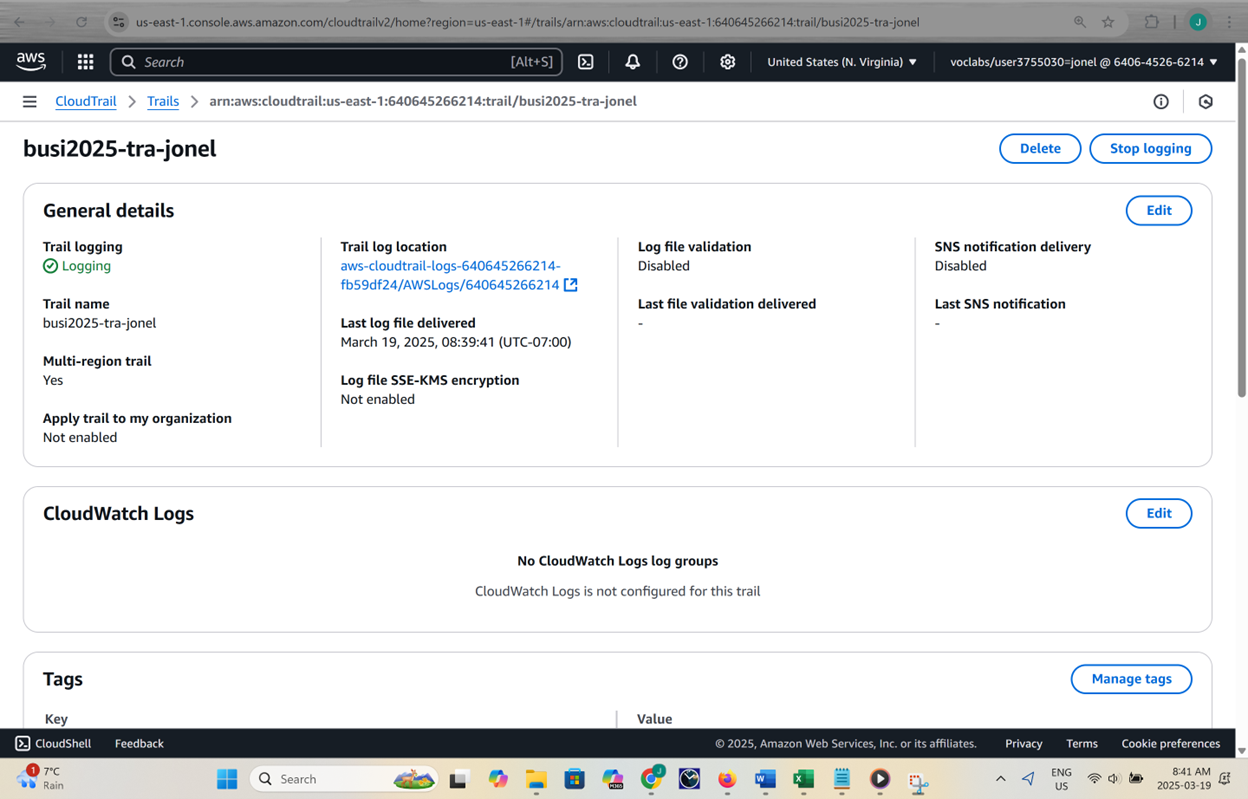 us-east-1.console.aws.amazon.com/cloudtrailv2/home?region=us-east-1#/trails/arn:aws:cloudtrail:us-east-1:640645266214:trail/busi2025-tra-jonel
J
aws
Search [Alt+S]
United States (N. Virginia)
voclabs/user3755030=jonel @ 6406-4526-6214
CloudTrail
Trails
arn:aws:cloudtrail:us-east-1:640645266214:trail/busi2025-tra-jonel
busi2025-tra-jonel
Delete
Stop logging
General details
Edit
Trail logging
Logging
Trail name
busi2025-tra-jonel
Multi-region trail
Yes
Apply trail to my organization
Not enabled
Trail log location
aws-cloudtrail-logs-640645266214-
fb59df24/AWSLogs/640645266214
Last log file delivered
March 19, 2025, 08:39:41 (UTC-07:00)
Log file SSE-KMS encryption
Not enabled
Log file validation
Disabled
Last file validation delivered
-
SNS notification delivery
Disabled
Last SNS notification
-
CloudWatch Logs
Edit
No CloudWatch Logs log groups
CloudWatch Logs is not configured for this trail
Tags
Manage tags
Key
Value
CloudShell
Feedback
© 2025, Amazon Web Services, Inc. or its affiliates.
Privacy
Terms
Cookie preferences
1
7°C
Rain
Search
M365
J
ENG
US
8:41 AM
2025-03-19